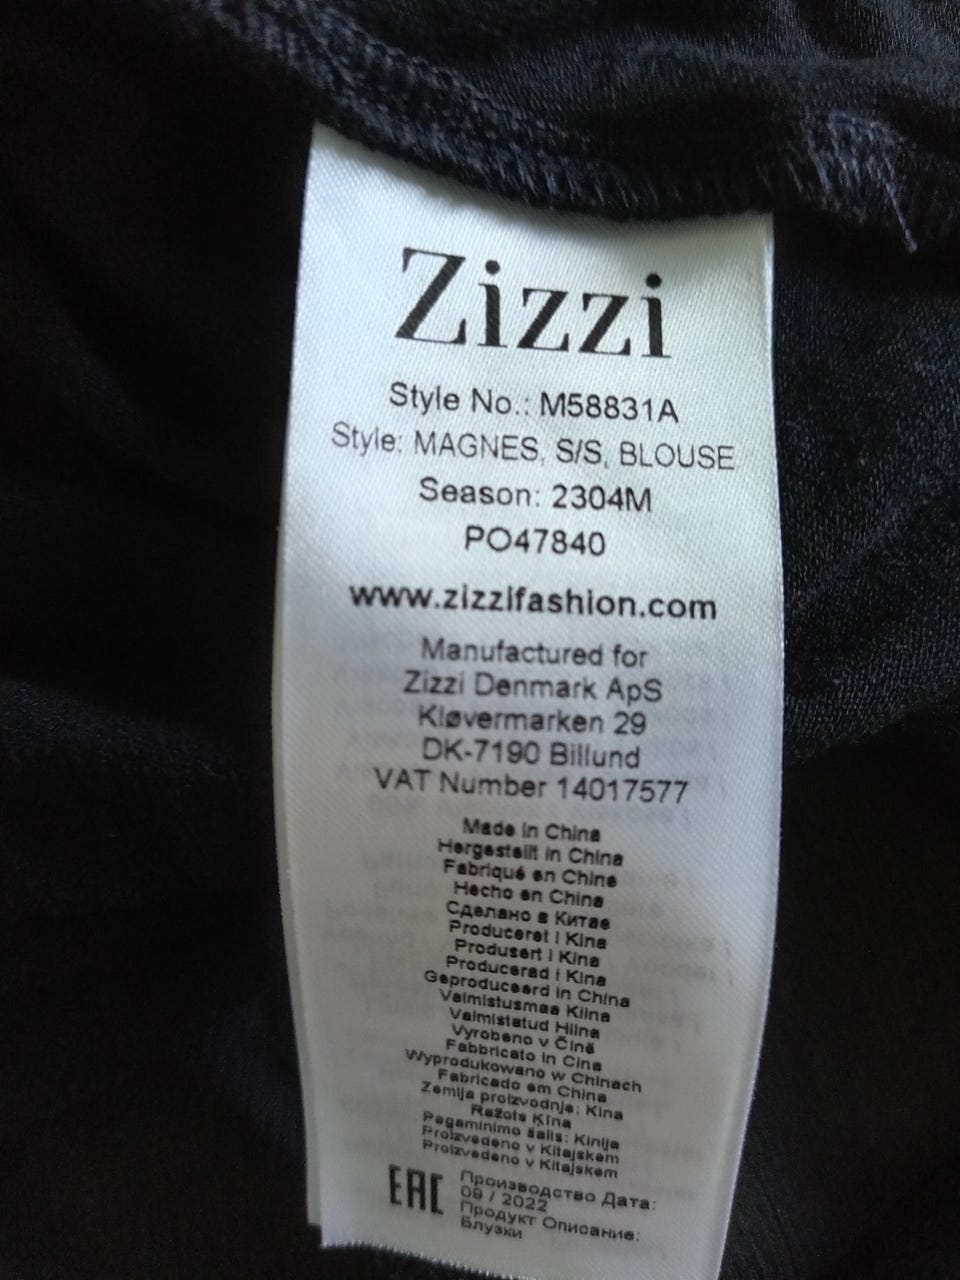 Zizzi
Style No.: M58831A
Style: MAGNES, S/S, BLOUSE
Season: 2304M
PO47840
www.zizzifashion.com
Manufactured for
Zizzi Denmark ApS
Kløvermarken 29
DK-7190 Billund
VAT Number 14017577
Made in China
Hergestellt in China
Fabriqué en Chine
Hecho en China
Сделано в Китае
Produceret i Kina
Produsert i Kina
Producerad i Kina
Geproduceerd in China
Valmistusmaa Kiina
Valmistatud Hiina
Vyrobeno v Číně
Fabbricato in Cina
Wyprodukowano w Chinach
Fabricado em China
Zemlja proizvodnje: Kina
Ražots Ķīna
Pagaminimo šalis: Kinija
Proizvedeno v Kitajskem
Proizvedeno v Kitajskem
EAC
Производство Дата:
09 / 2022
Продукт Описание:
Блузки